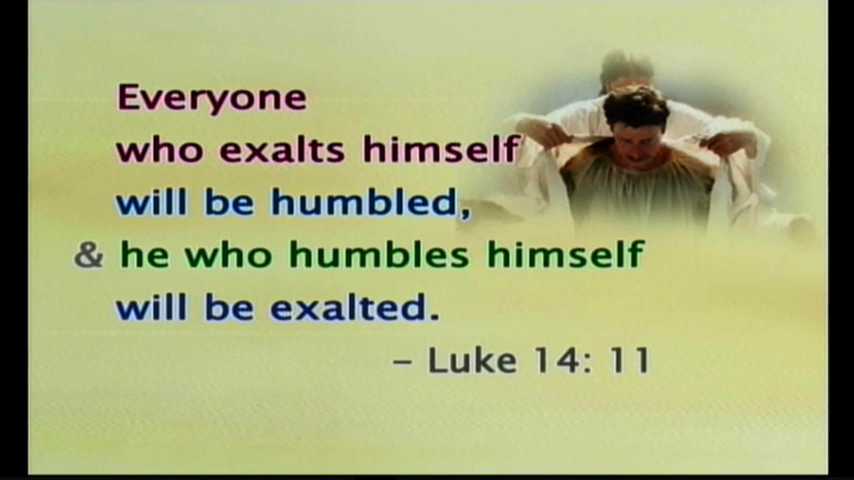 Everyone
who exalts himself
will be humbled,
& he who humbles himself
will be exalted.
– Luke 14: 11